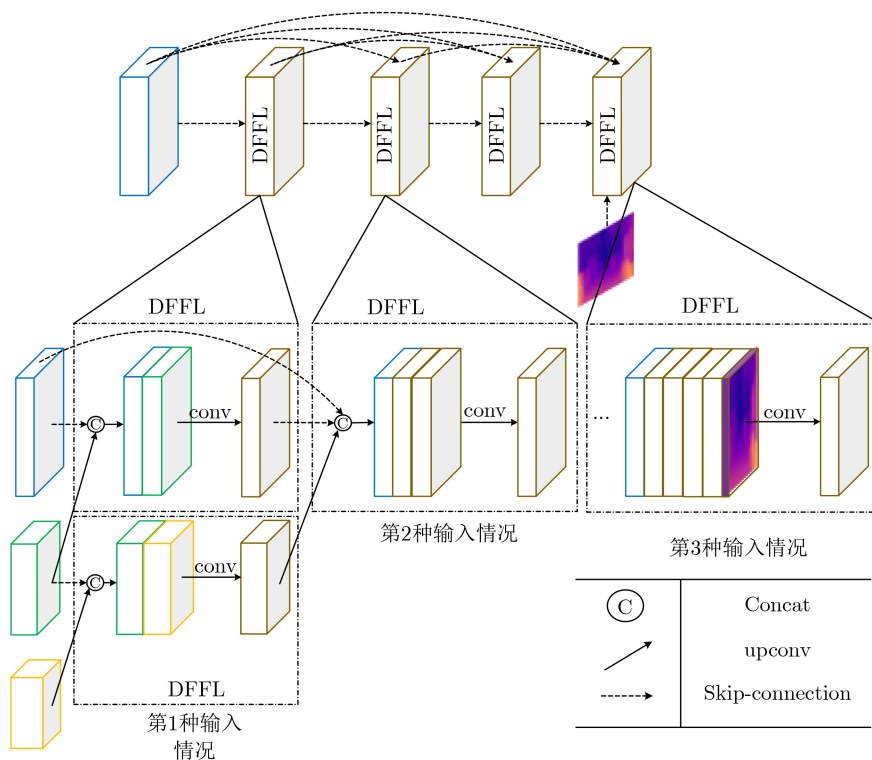 DFFL
DFFL
DFFL
DFFL
DFFL
DFFL
DFFL
conv
C
C
conv
conv
...
第2种输入情况
第3种输入情况
C
conv
DFFL
第1种输入
情况
C
Concat
upconv
Skip-connection